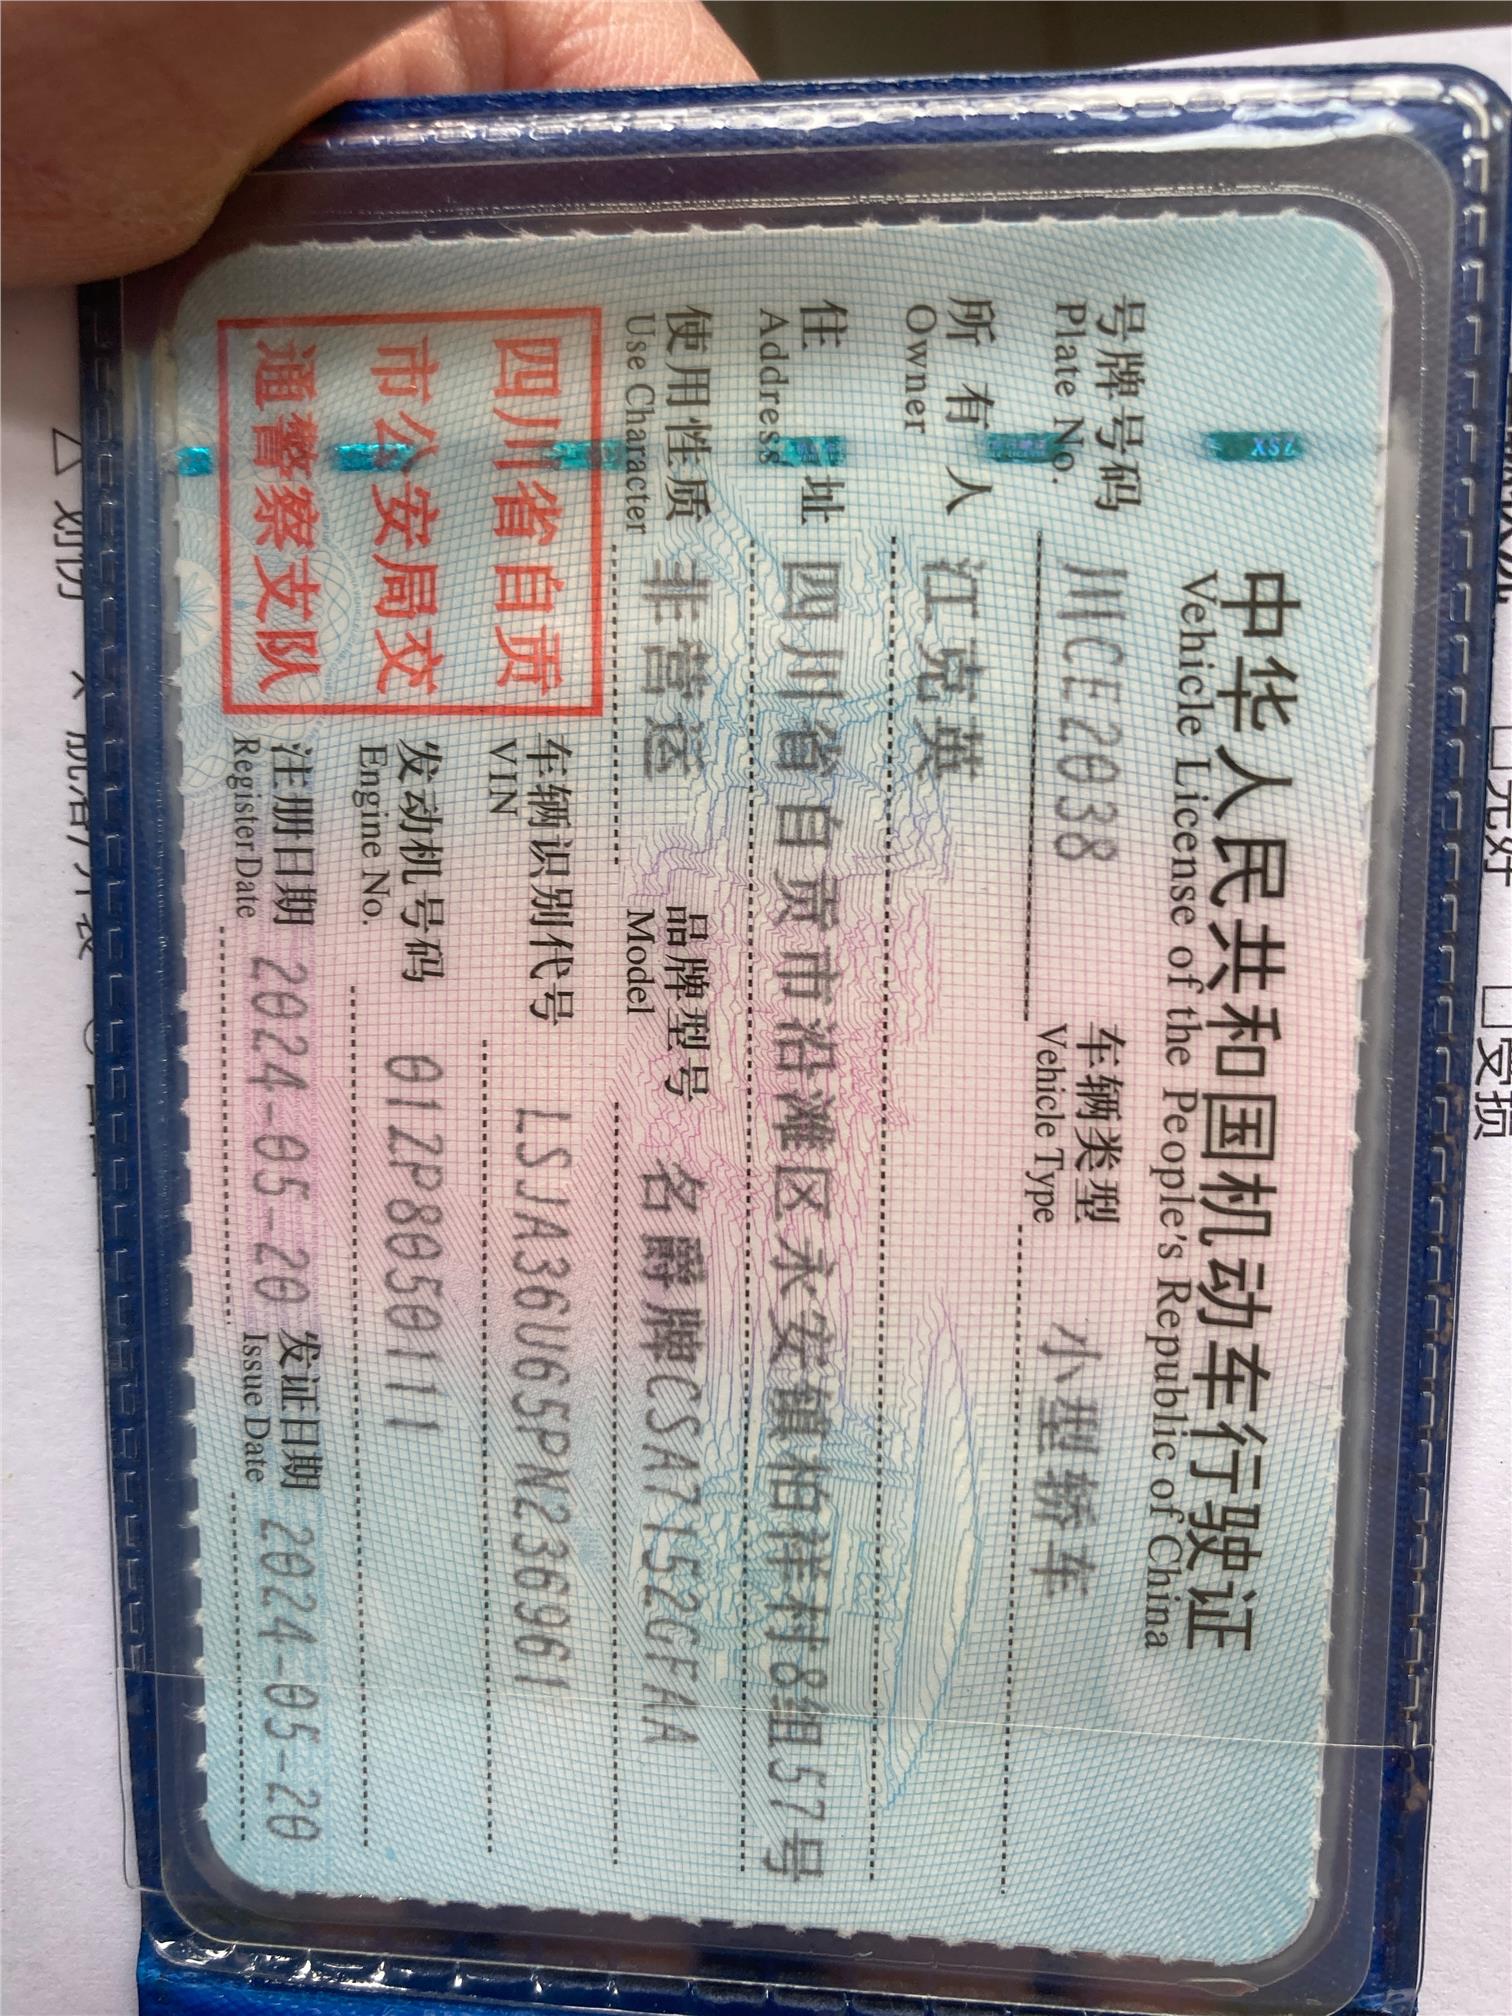 中华人民共和国机动车行驶证
Vehicle License of the People's Republic of China
号牌号码 川CE2038 车辆类型 小型轿车
Plate No. Vehicle Type
所有人 江克英
Owner
住址 四川省自贡市沿滩区永安镇柏祥村8组57号
Address
使用性质 非营运 品牌型号 名爵牌CSA7152GFAA
Use Character Model
四川省自贡
市公安局交
通警察支队
车辆识别代号 LSJA36U65PN236961
VIN
发动机号码 01ZP805011
Engine No.
注册日期 2024-05-20 发证日期 2024-05-20
Register Date Issue Date
完好
受损